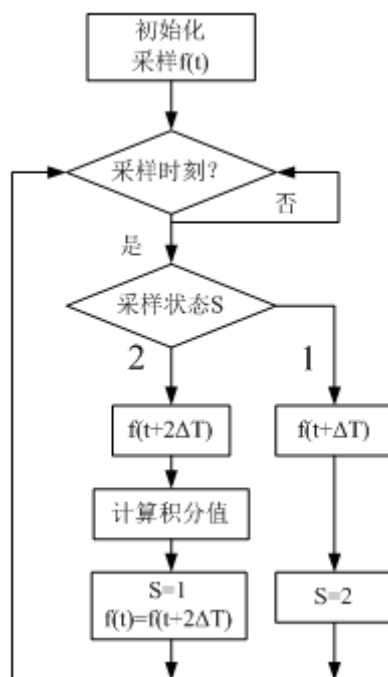 初始化
采样f(t)
采样时刻?
否
是
采样状态S
2
1
f(t+2ΔT)
f(t+ΔT)
计算积分值
S=1
f(t)=f(t+2ΔT)
S=2